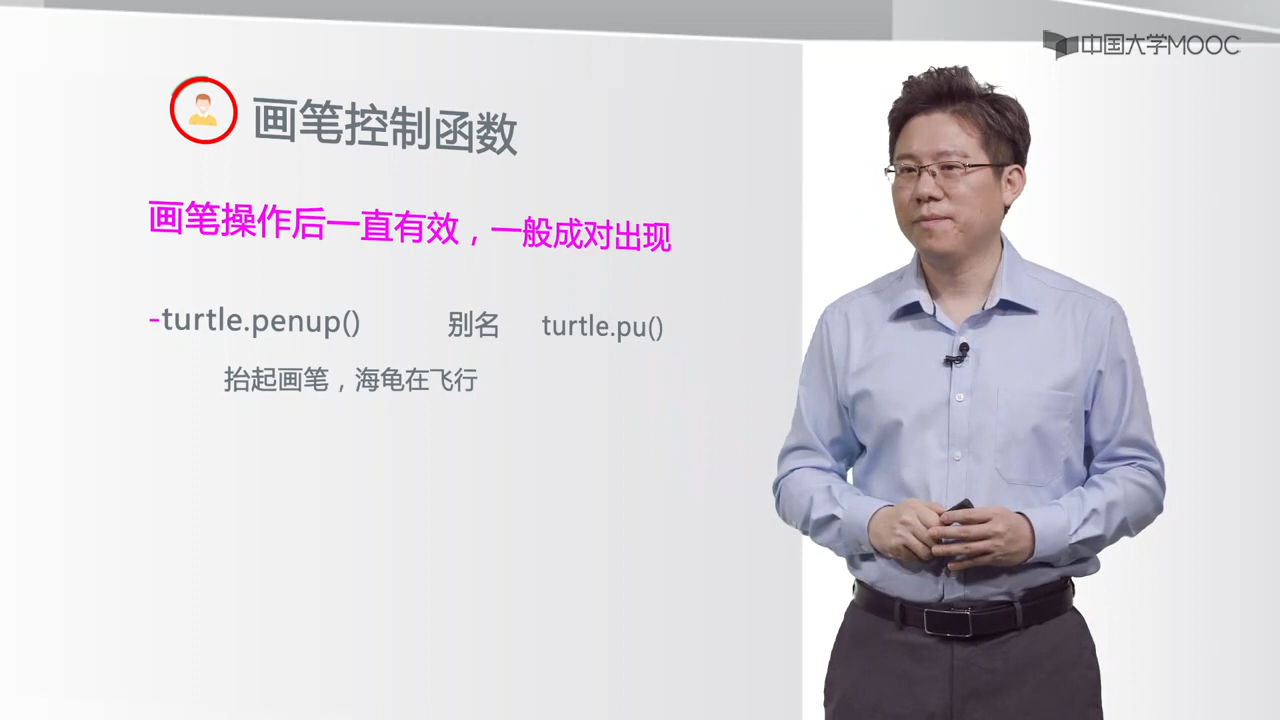 中国大学MOOC
画笔控制函数
画笔操作后一直有效，一般成对出现
-turtle.penup() 别名 turtle.pu()
抬起画笔，海龟在飞行